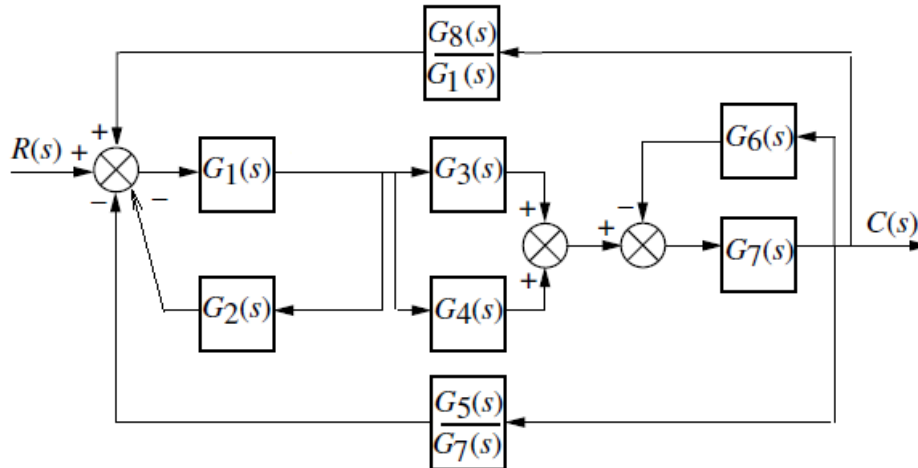 G8(s)
G1(s)
+
R(s) +
− −
G1(s)
G3(s)
G6(s)
+
+
−
+
G7(s)
C(s)
G2(s)
G4(s)
G5(s)
G7(s)